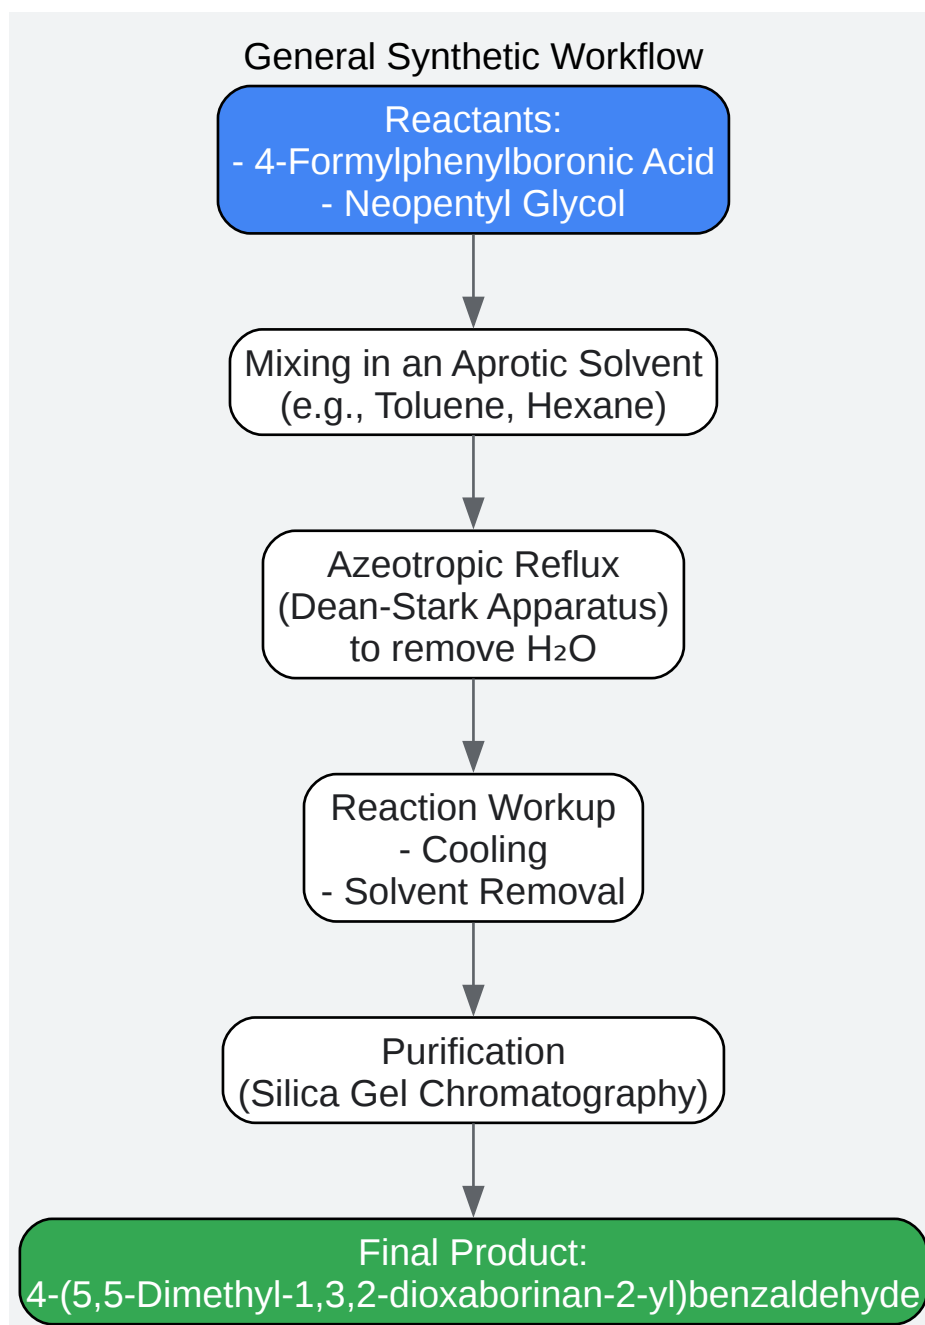 General Synthetic Workflow
Reactants:
- 4-Formylphenylboronic Acid
- Neopentyl Glycol
Mixing in an Aprotic Solvent
(e.g., Toluene, Hexane)
Azeotropic Reflux
(Dean-Stark Apparatus)
to remove H₂O
Reaction Workup
- Cooling
- Solvent Removal
Purification
(Silica Gel Chromatography)
Final Product:
4-(5,5-Dimethyl-1,3,2-dioxaborinan-2-yl)benzaldehyde